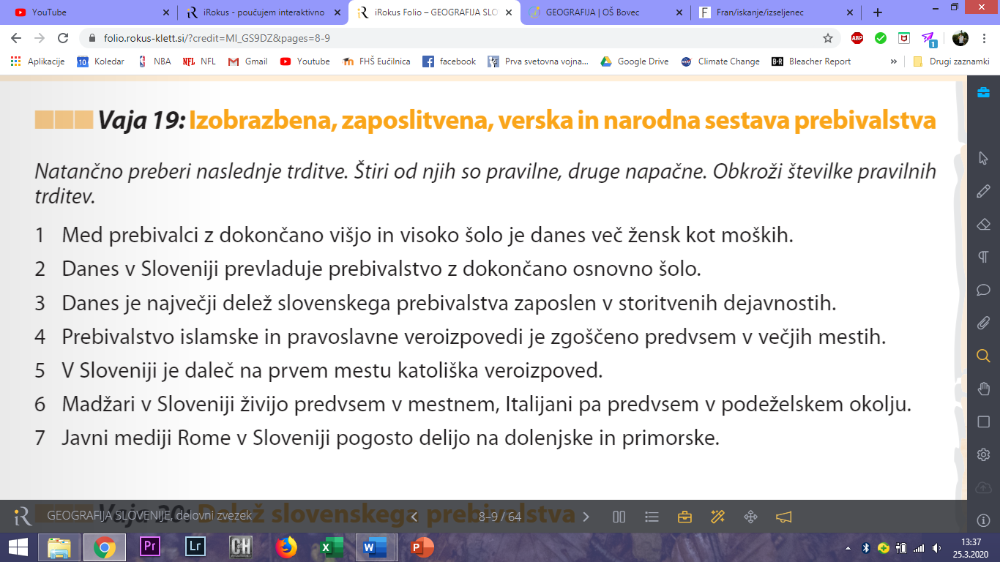 YouTube
iRokus - poučujem interaktivno
iRokus Folio – GEOGRAFIJA SLO
GEOGRAFIJA | OŠ Bovec
Fran/iskanje/izseljenec
folio.rokus-klett.si/?credit=MI_GS9DZ&pages=8-9
Aplikacije Koledar NBA NFL Gmail Youtube FHŠ Eučilnica facebook Prva svetovna vojna... Google Drive Climate Change Bleacher Report » Drugi zaznamki
Vaja 19: Izobrazbena, zaposlitvena, verska in narodna sestava prebivalstva
Natančno preberi naslednje trditve. Štiri od njih so pravilne, druge napačne. Obkroži številke pravilnih
trditev.
1 Med prebivalci z dokončano višjo in visoko šolo je danes več žensk kot moških.
2 Danes v Sloveniji prevladuje prebivalstvo z dokončano osnovno šolo.
3 Danes je največji delež slovenskega prebivalstva zaposlen v storitvenih dejavnostih.
4 Prebivalstvo islamske in pravoslavne veroizpovedi je zgoščeno predvsem v večjih mestih.
5 V Sloveniji je daleč na prvem mestu katoliška veroizpoved.
6 Madžari v Sloveniji živijo predvsem v mestnem, Italijani pa predvsem v podeželskem okolju.
7 Javni mediji Rome v Sloveniji pogosto delijo na dolenjske in primorske.
Vaja 20: Delež slovenskega prebivalstva
GEOGRAFIJA SLOVENIJE, delovni zvezek
8–9 / 64
13:37
25.3.2020